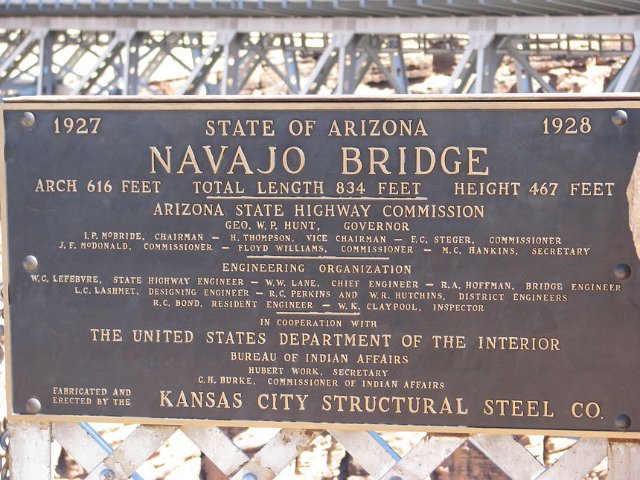 1927 STATE OF ARIZONA 1928
NAVAJO BRIDGE
ARCH 616 FEET TOTAL LENGTH 834 FEET HEIGHT 467 FEET
ARIZONA STATE HIGHWAY COMMISSION
GEO. W. P. HUNT, GOVERNOR
I. P. MCBRIDE, CHAIRMAN – H. THOMPSON, VICE CHAIRMAN – F.C. STEGER, COMMISSIONER
J. F. MCDONALD, COMMISSIONER – FLOYD WILLIAMS, COMMISSIONER – M.C. HANKINS, SECRETARY
ENGINEERING ORGANIZATION
W.C. LEFEBVRE, STATE HIGHWAY ENGINEER – W.W. LANE, CHIEF ENGINEER – R.A. HOFFMAN, BRIDGE ENGINEER
L.C. LASHMET, DESIGNING ENGINEER – R.C. PERKINS AND W.R. HUTCHINS, DISTRICT ENGINEERS
R.C. BOND, RESIDENT ENGINEER – W.K. CLAYPOOL, INSPECTOR
IN COOPERATION WITH
THE UNITED STATES DEPARTMENT OF THE INTERIOR
BUREAU OF INDIAN AFFAIRS
HUBERT WORK, SECRETARY
C.H. BURKE, COMMISSIONER OF INDIAN AFFAIRS
FABRICATED AND
ERECTED BY THE
KANSAS CITY STRUCTURAL STEEL CO.